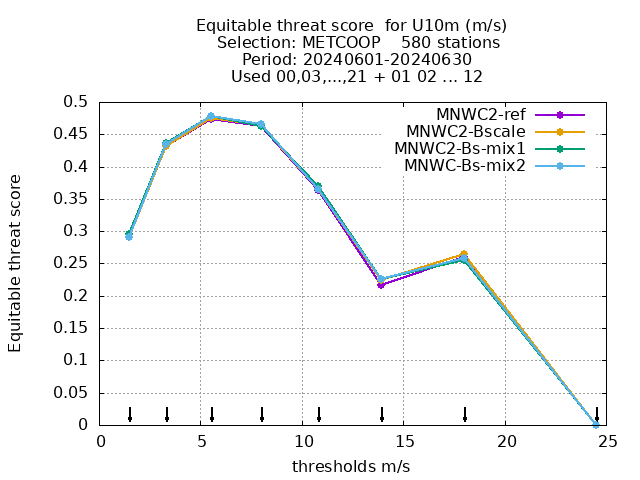 Equitable threat score  for U10m (m/s)
Selection: METCOOP    580 stations
Period: 20240601-20240630
Used 00,03,...,21 + 01 02 ... 12
MNWC2-ref
MNWC2-Bscale
MNWC2-Bs-mix1
MNWC-Bs-mix2
Equitable threat score
0.5
0.45
0.4
0.35
0.3
0.25
0.2
0.15
0.1
0.05
0
0 5 10 15 20 25
thresholds m/s